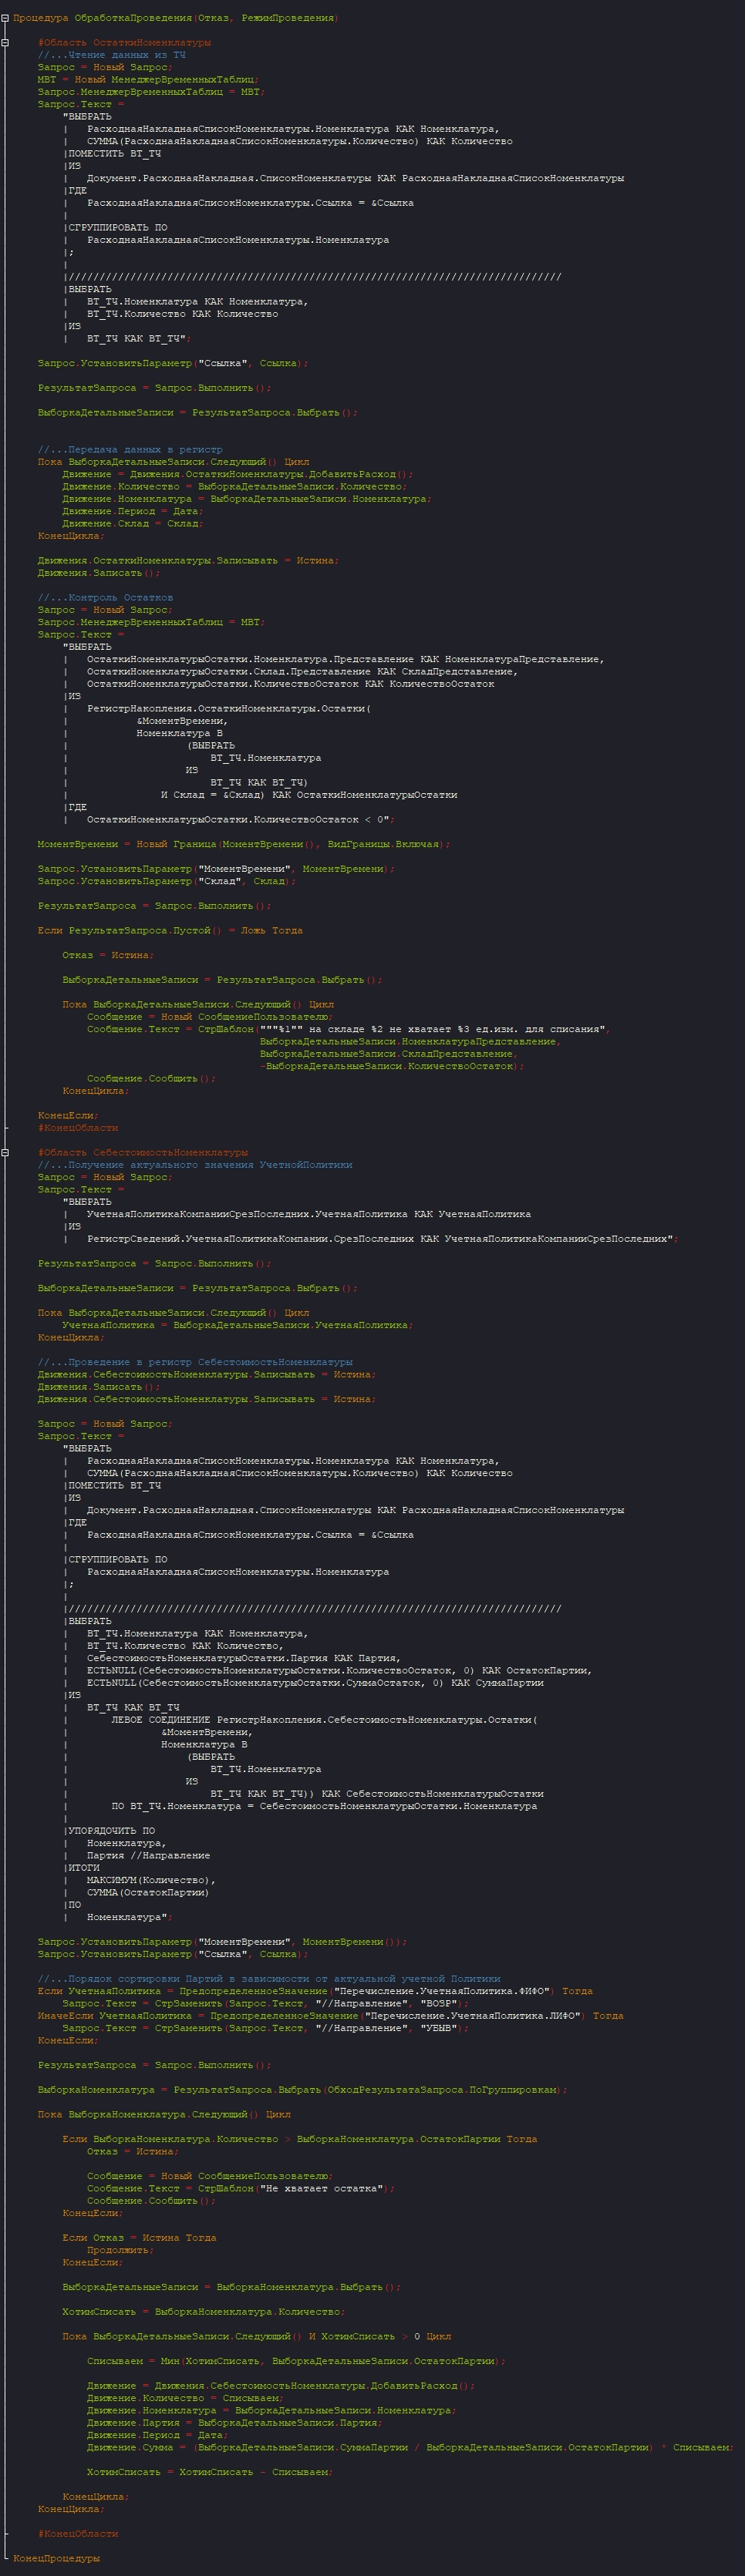 Процедура ОбработкаПроведения(Отказ, РежимПроведения)
#Область ОстаткиНоменклатуры
//...Чтение данных из ТЧ
Запрос = Новый Запрос;
МВТ = Новый МенеджерВременныхТаблиц;
Запрос.МенеджерВременныхТаблиц = МВТ;
Запрос.Текст =
"ВЫБРАТЬ
| РасходнаяНакладнаяСписокНоменклатуры.Номенклатура КАК Номенклатура,
| СУММА(РасходнаяНакладнаяСписокНоменклатуры.Количество) КАК Количество
|ПОМЕСТИТЬ ВТ_ТЧ
|ИЗ
| Документ.РасходнаяНакладная.СписокНоменклатуры КАК РасходнаяНакладнаяСписокНоменклатуры
|ГДЕ
| РасходнаяНакладнаяСписокНоменклатуры.Ссылка = &Ссылка
|
|СГРУППИРОВАТЬ ПО
| РасходнаяНакладнаяСписокНоменклатуры.Номенклатура
|;
|
|////////////////////////////////////////////////////////////////////////////////
|ВЫБРАТЬ
| ВТ_ТЧ.Номенклатура КАК Номенклатура,
| ВТ_ТЧ.Количество КАК Количество
|ИЗ
| ВТ_ТЧ КАК ВТ_ТЧ";
Запрос.УстановитьПараметр("Ссылка", Ссылка);
РезультатЗапроса = Запрос.Выполнить();
ВыборкаДетальныеЗаписи = РезультатЗапроса.Выбрать();
//...Передача данных в регистр
Пока ВыборкаДетальныеЗаписи.Следующий() Цикл
Движение = Движения.ОстаткиНоменклатуры.ДобавитьРасход();
Движение.Количество = ВыборкаДетальныеЗаписи.Количество;
Движение.Номенклатура = ВыборкаДетальныеЗаписи.Номенклатура;
Движение.Период = Дата;
Движение.Склад = Склад;
КонецЦикла;
Движения.ОстаткиНоменклатуры.Записывать = Истина;
Движения.Записать();
//...Контроль Остатков
Запрос = Новый Запрос;
Запрос.МенеджерВременныхТаблиц = МВТ;
Запрос.Текст =
"ВЫБРАТЬ
| ОстаткиНоменклатурыОстатки.Номенклатура.Представление КАК НоменклатураПредставление,
| ОстаткиНоменклатурыОстатки.Склад.Представление КАК СкладПредставление,
| ОстаткиНоменклатурыОстатки.КоличествоОстаток КАК КоличествоОстаток
|ИЗ
| РегистрНакопления.ОстаткиНоменклатуры.Остатки(
| &МоментВремени,
| Номенклатура В
| (ВЫБРАТЬ
| ВТ_ТЧ.Номенклатура
| ИЗ
| ВТ_ТЧ КАК ВТ_ТЧ)
| И Склад = &Склад) КАК ОстаткиНоменклатурыОстатки
|ГДЕ
| ОстаткиНоменклатурыОстатки.КоличествоОстаток < 0";
МоментВремени = Новый Граница(МоментВремени(), ВидГраницы.Включая);
Запрос.УстановитьПараметр("МоментВремени", МоментВремени);
Запрос.УстановитьПараметр("Склад", Склад);
РезультатЗапроса = Запрос.Выполнить();
Если РезультатЗапроса.Пустой() = Ложь Тогда
Отказ = Истина;
ВыборкаДетальныеЗаписи = РезультатЗапроса.Выбрать();
Пока ВыборкаДетальныеЗаписи.Следующий() Цикл
Сообщение = Новый СообщениеПользователю;
Сообщение.Текст = СтрШаблон("""%1"" на складе %2 не хватает %3 ед.изм. для списания",
ВыборкаДетальныеЗаписи.НоменклатураПредставление,
ВыборкаДетальныеЗаписи.СкладПредставление,
-ВыборкаДетальныеЗаписи.КоличествоОстаток);
Сообщение.Сообщить();
КонецЦикла;
КонецЕсли;
#КонецОбласти
#Область СебестоимостьНоменклатуры
//...Получение актуального значения УчетнойПолитики
Запрос = Новый Запрос;
Запрос.Текст =
"ВЫБРАТЬ
| УчетнаяПолитикаКомпанииСрезПоследних.УчетнаяПолитика КАК УчетнаяПолитика
|ИЗ
| РегистрСведений.УчетнаяПолитикаКомпании.СрезПоследних КАК УчетнаяПолитикаКомпанииСрезПоследних";
РезультатЗапроса = Запрос.Выполнить();
ВыборкаДетальныеЗаписи = РезультатЗапроса.Выбрать();
Пока ВыборкаДетальныеЗаписи.Следующий() Цикл
УчетнаяПолитика = ВыборкаДетальныеЗаписи.УчетнаяПолитика;
КонецЦикла;
//...Проведение в регистр СебестоимостьНоменклатуры
Движения.СебестоимостьНоменклатуры.Записывать = Истина;
Движения.Записать();
Движения.СебестоимостьНоменклатуры.Записывать = Истина;
Запрос = Новый Запрос;
Запрос.Текст =
"ВЫБРАТЬ
| РасходнаяНакладнаяСписокНоменклатуры.Номенклатура КАК Номенклатура,
| СУММА(РасходнаяНакладнаяСписокНоменклатуры.Количество) КАК Количество
|ПОМЕСТИТЬ ВТ_ТЧ
|ИЗ
| Документ.РасходнаяНакладная.СписокНоменклатуры КАК РасходнаяНакладнаяСписокНоменклатуры
|ГДЕ
| РасходнаяНакладнаяСписокНоменклатуры.Ссылка = &Ссылка
|
|СГРУППИРОВАТЬ ПО
| РасходнаяНакладнаяСписокНоменклатуры.Номенклатура
|;
|
|////////////////////////////////////////////////////////////////////////////////
|ВЫБРАТЬ
| ВТ_ТЧ.Номенклатура КАК Номенклатура,
| ВТ_ТЧ.Количество КАК Количество,
| СебестоимостьНоменклатурыОстатки.Партия КАК Партия,
| ЕСТЬNULL(СебестоимостьНоменклатурыОстатки.КоличествоОстаток, 0) КАК ОстатокПартии,
| ЕСТЬNULL(СебестоимостьНоменклатурыОстатки.СуммаОстаток, 0) КАК СуммаПартии
|ИЗ
| ВТ_ТЧ КАК ВТ_ТЧ
| ЛЕВОЕ СОЕДИНЕНИЕ РегистрНакопления.СебестоимостьНоменклатуры.Остатки(
| &МоментВремени,
| Номенклатура В
| (ВЫБРАТЬ
| ВТ_ТЧ.Номенклатура
| ИЗ
| ВТ_ТЧ КАК ВТ_ТЧ)) КАК СебестоимостьНоменклатурыОстатки
| ПО ВТ_ТЧ.Номенклатура = СебестоимостьНоменклатурыОстатки.Номенклатура
|
|УПОРЯДОЧИТЬ ПО
| Номенклатура,
| Партия //Направление
|ИТОГИ
| МАКСИМУМ(Количество),
| СУММА(ОстатокПартии)
|ПО
| Номенклатура";
Запрос.УстановитьПараметр("МоментВремени", МоментВремени());
Запрос.УстановитьПараметр("Ссылка", Ссылка);
//...Порядок сортировки Партий в зависимости от актуальной учетной Политики
Если УчетнаяПолитика = ПредопределенноеЗначение("Перечисление.УчетнаяПолитика.ФИФО") Тогда
Запрос.Текст = СтрЗаменить(Запрос.Текст, "//Направление", "ВОЗР");
ИначеЕсли УчетнаяПолитика = ПредопределенноеЗначение("Перечисление.УчетнаяПолитика.ЛИФО") Тогда
Запрос.Текст = СтрЗаменить(Запрос.Текст, "//Направление", "УБЫВ");
КонецЕсли;
РезультатЗапроса = Запрос.Выполнить();
ВыборкаНоменклатура = РезультатЗапроса.Выбрать(ОбходРезультатаЗапроса.ПоГруппировкам);
Пока ВыборкаНоменклатура.Следующий() Цикл
Если ВыборкаНоменклатура.Количество > ВыборкаНоменклатура.ОстатокПартии Тогда
Отказ = Истина;
Сообщение = Новый СообщениеПользователю;
Сообщение.Текст = СтрШаблон("Не хватает остатка");
Сообщение.Сообщить();
КонецЕсли;
Если Отказ = Истина Тогда
Продолжить;
КонецЕсли;
ВыборкаДетальныеЗаписи = ВыборкаНоменклатура.Выбрать();
ХотимСписать = ВыборкаНоменклатура.Количество;
Пока ВыборкаДетальныеЗаписи.Следующий() И ХотимСписать > 0 Цикл
Списываем = Мин(ХотимСписать, ВыборкаДетальныеЗаписи.ОстатокПартии);
Движение = Движения.СебестоимостьНоменклатуры.ДобавитьРасход();
Движение.Количество = Списываем;
Движение.Номенклатура = ВыборкаДетальныеЗаписи.Номенклатура;
Движение.Партия = ВыборкаДетальныеЗаписи.Партия;
Движение.Период = Дата;
Движение.Сумма = (ВыборкаДетальныеЗаписи.СуммаПартии / ВыборкаДетальныеЗаписи.ОстатокПартии) * Списываем;
ХотимСписать = ХотимСписать - Списываем;
КонецЦикла;
КонецЦикла;
#КонецОбласти
КонецПроцедуры